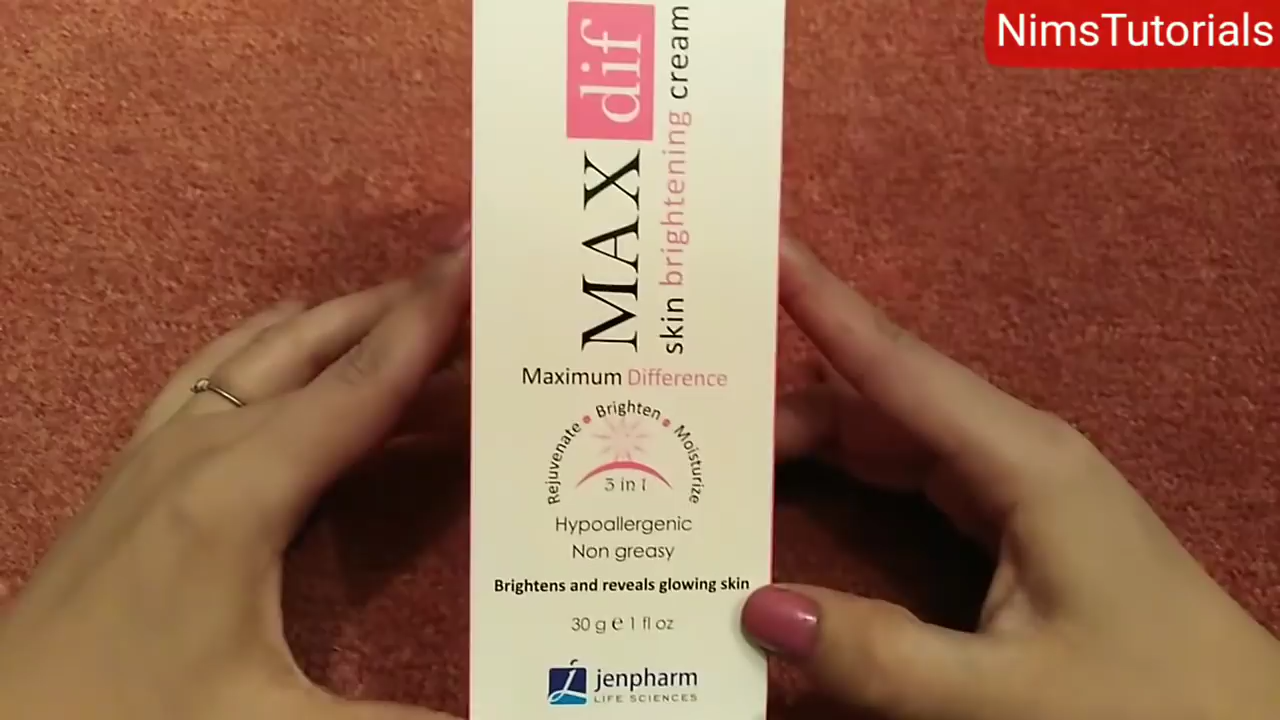 NimsTutorials
MAX dif
skin brightening cream
Maximum Difference
Rejuvenate • Brighten • Moisturize
3 in 1
Hypoallergenic
Non greasy
Brightens and reveals glowing skin
30 g e 1 fl oz
jenpharm
LIFE SCIENCES